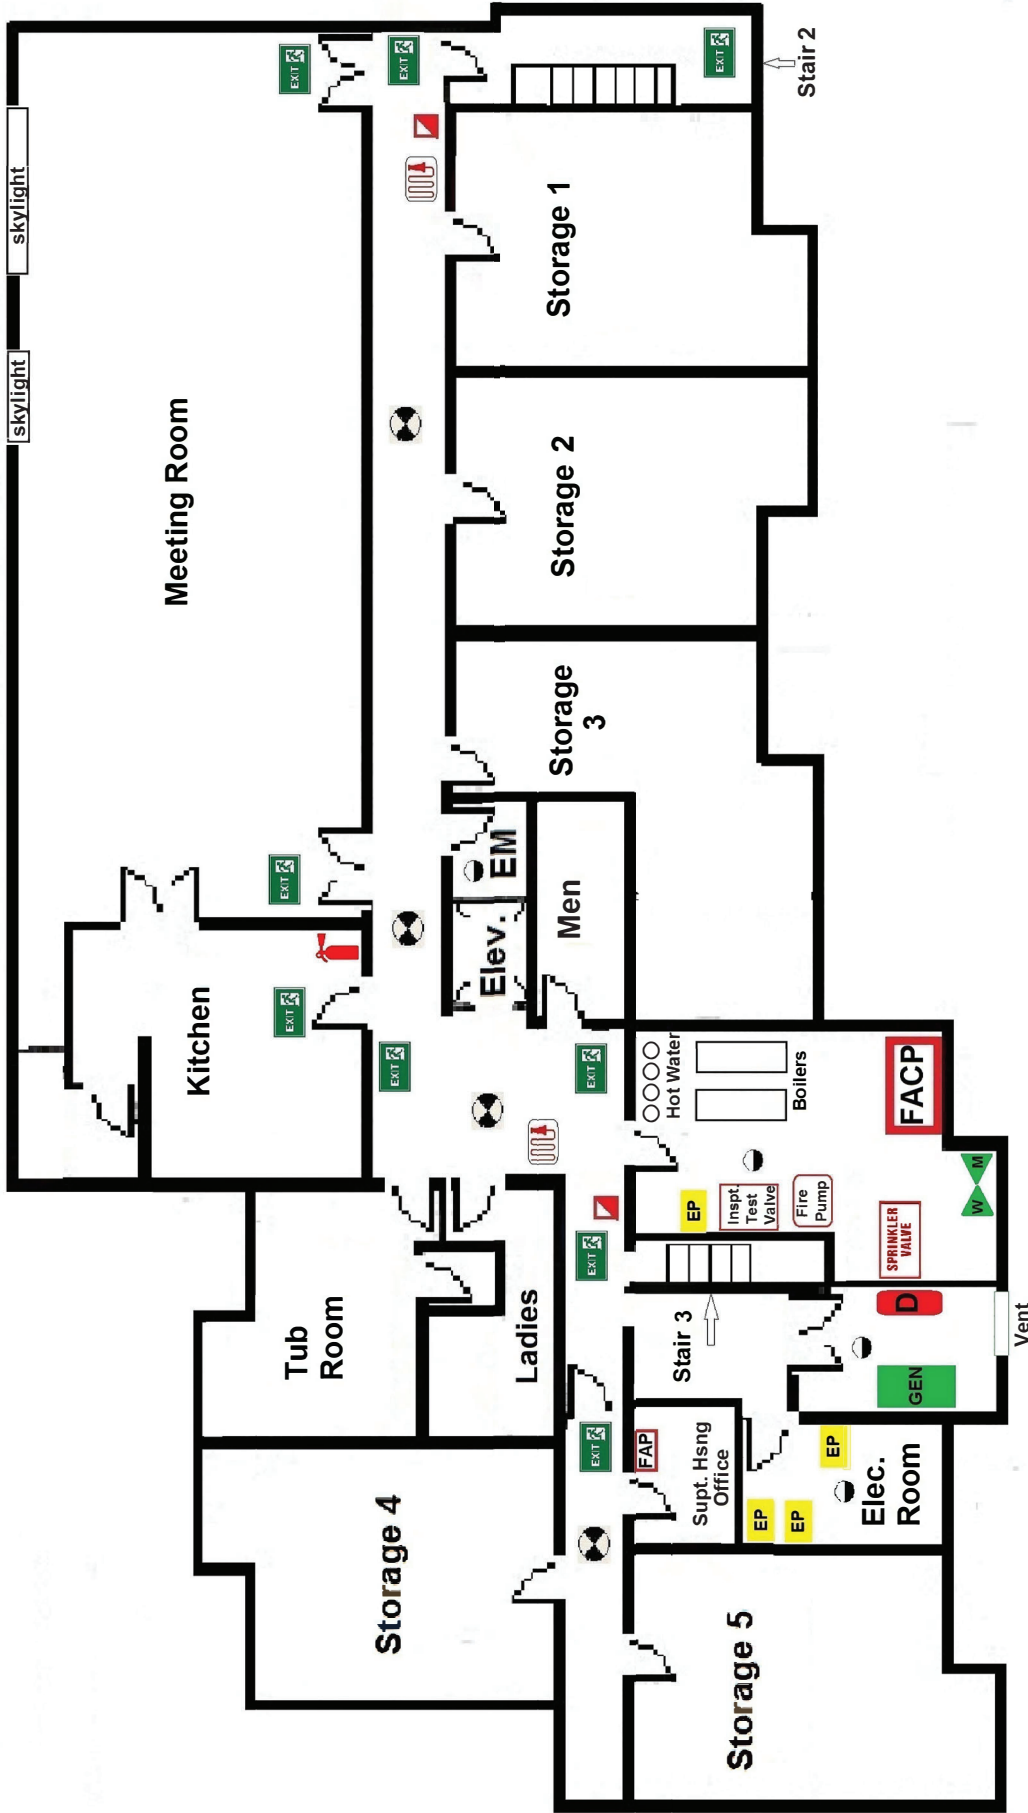 skylight
skylight
Meeting Room
EXIT
EXIT
EXIT
Stair 2
Storage 1
Storage 2
Storage
3
EXIT
Kitchen
EXIT
EXIT
EM
Elev.
Men
EXIT
Hot Water
Boilers
FACP
EP
Inspt.
Test
Valve
Fire
Pump
SPRINKLER
VALVE
W
M
EXIT
Tub
Room
Ladies
Stair 3
D
GEN
Vent
EXIT
FAP
Supt. Hsng
Office
EP
EP
EP
Elec.
Room
Storage 4
Storage 5